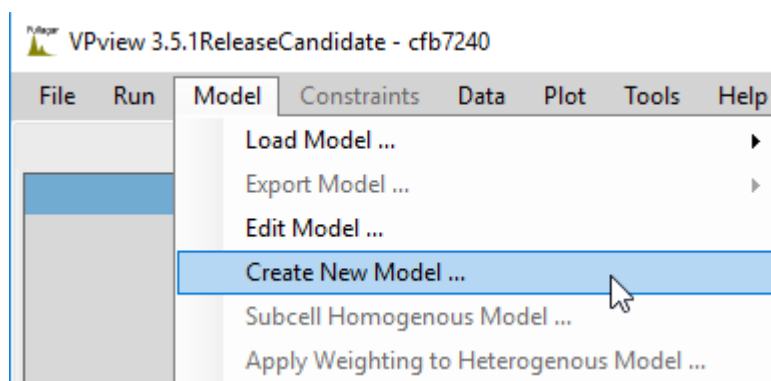 VPview 3.5.1ReleaseCandidate - cfb7240
File Run Model Constraints Data Plot Tools Help
Load Model ...
Export Model ...
Edit Model ...
Create New Model ...
Subcell Homogenous Model ...
Apply Weighting to Heterogenous Model ...